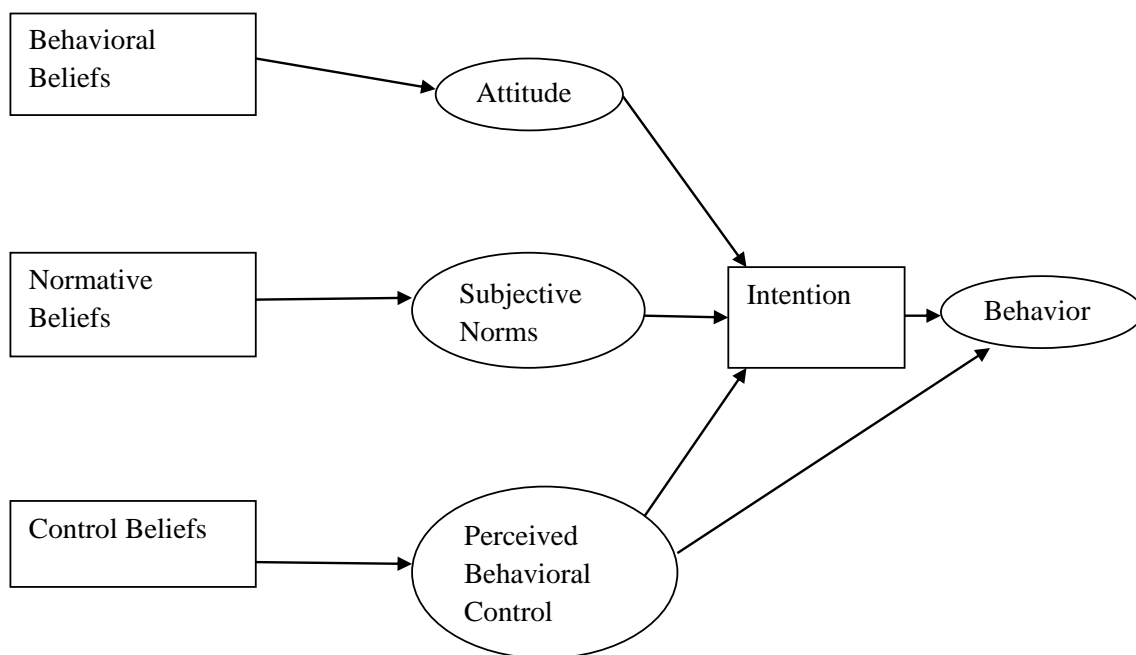 Behavioral
Beliefs
Attitude
Normative
Beliefs
Subjective
Norms
Intention
Behavior
Control Beliefs
Perceived
Behavioral
Control